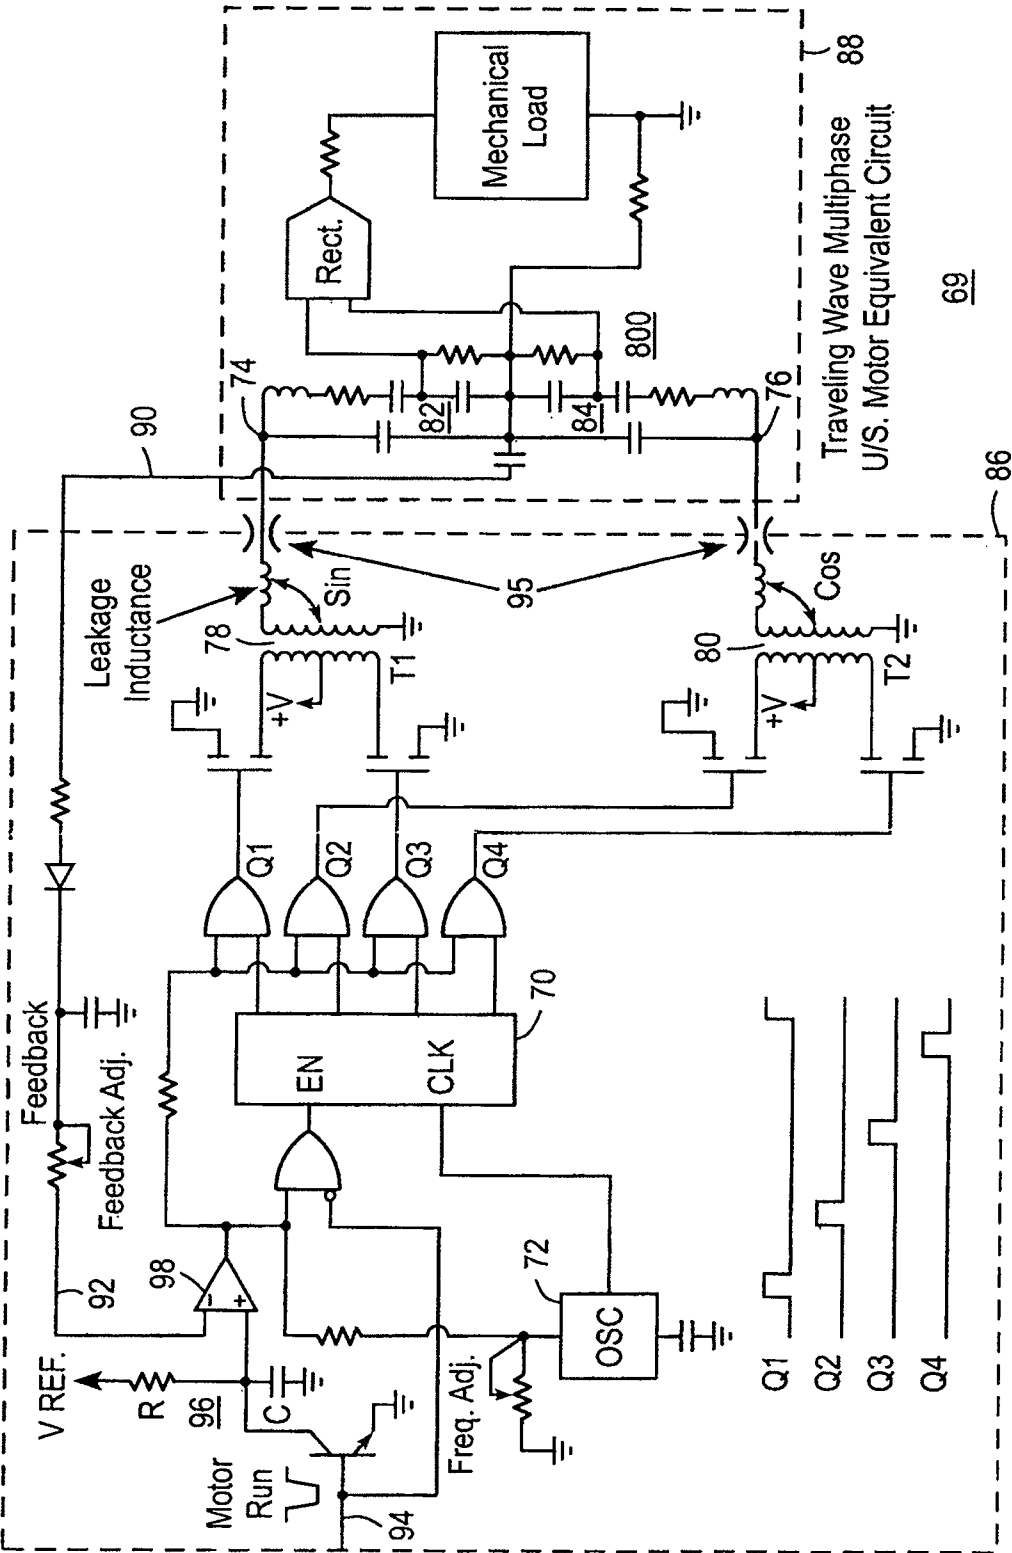 Mechanical
Load
88
Rect.
Traveling Wave Multiphase
U/S. Motor Equivalent Circuit
69
800
74
82
84
76
90
86
Leakage
Inductance
Sin
95
Cos
78
T1
80
T2
+V
+V
Q1
Q2
Q3
Q4
70
EN
CLK
Feedback
Feedback Adj.
92
98
-
+
72
OSC
V REF.
R
96
C
Freq. Adj.
Motor
Run
94
Q1
Q2
Q3
Q4